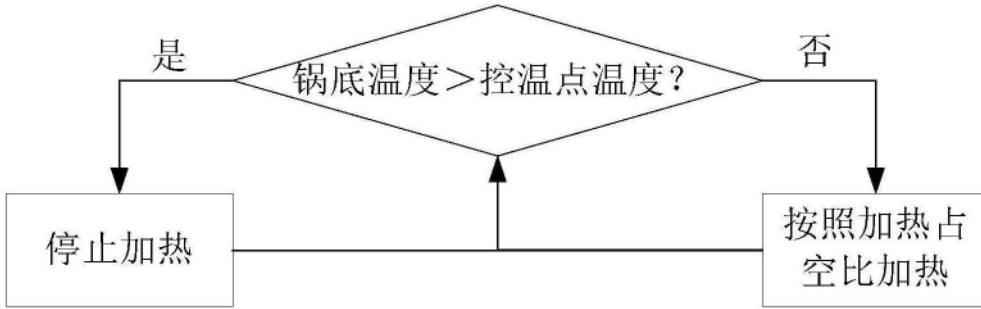 是
锅底温度＞控温点温度？
否
停止加热
按照加热占
空比加热